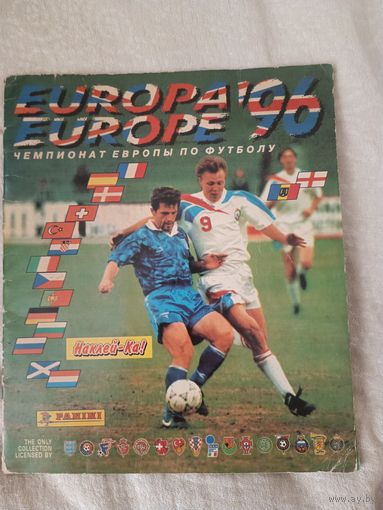 EUROPA'96
EUROPE '96
ЧЕМПИОНАТ ЕВРОПЫ ПО ФУТБОЛУ
9
Наклей-Ка!
PANINI
THE ONLY
COLLECTION
LICENSED BY
www.ay.by